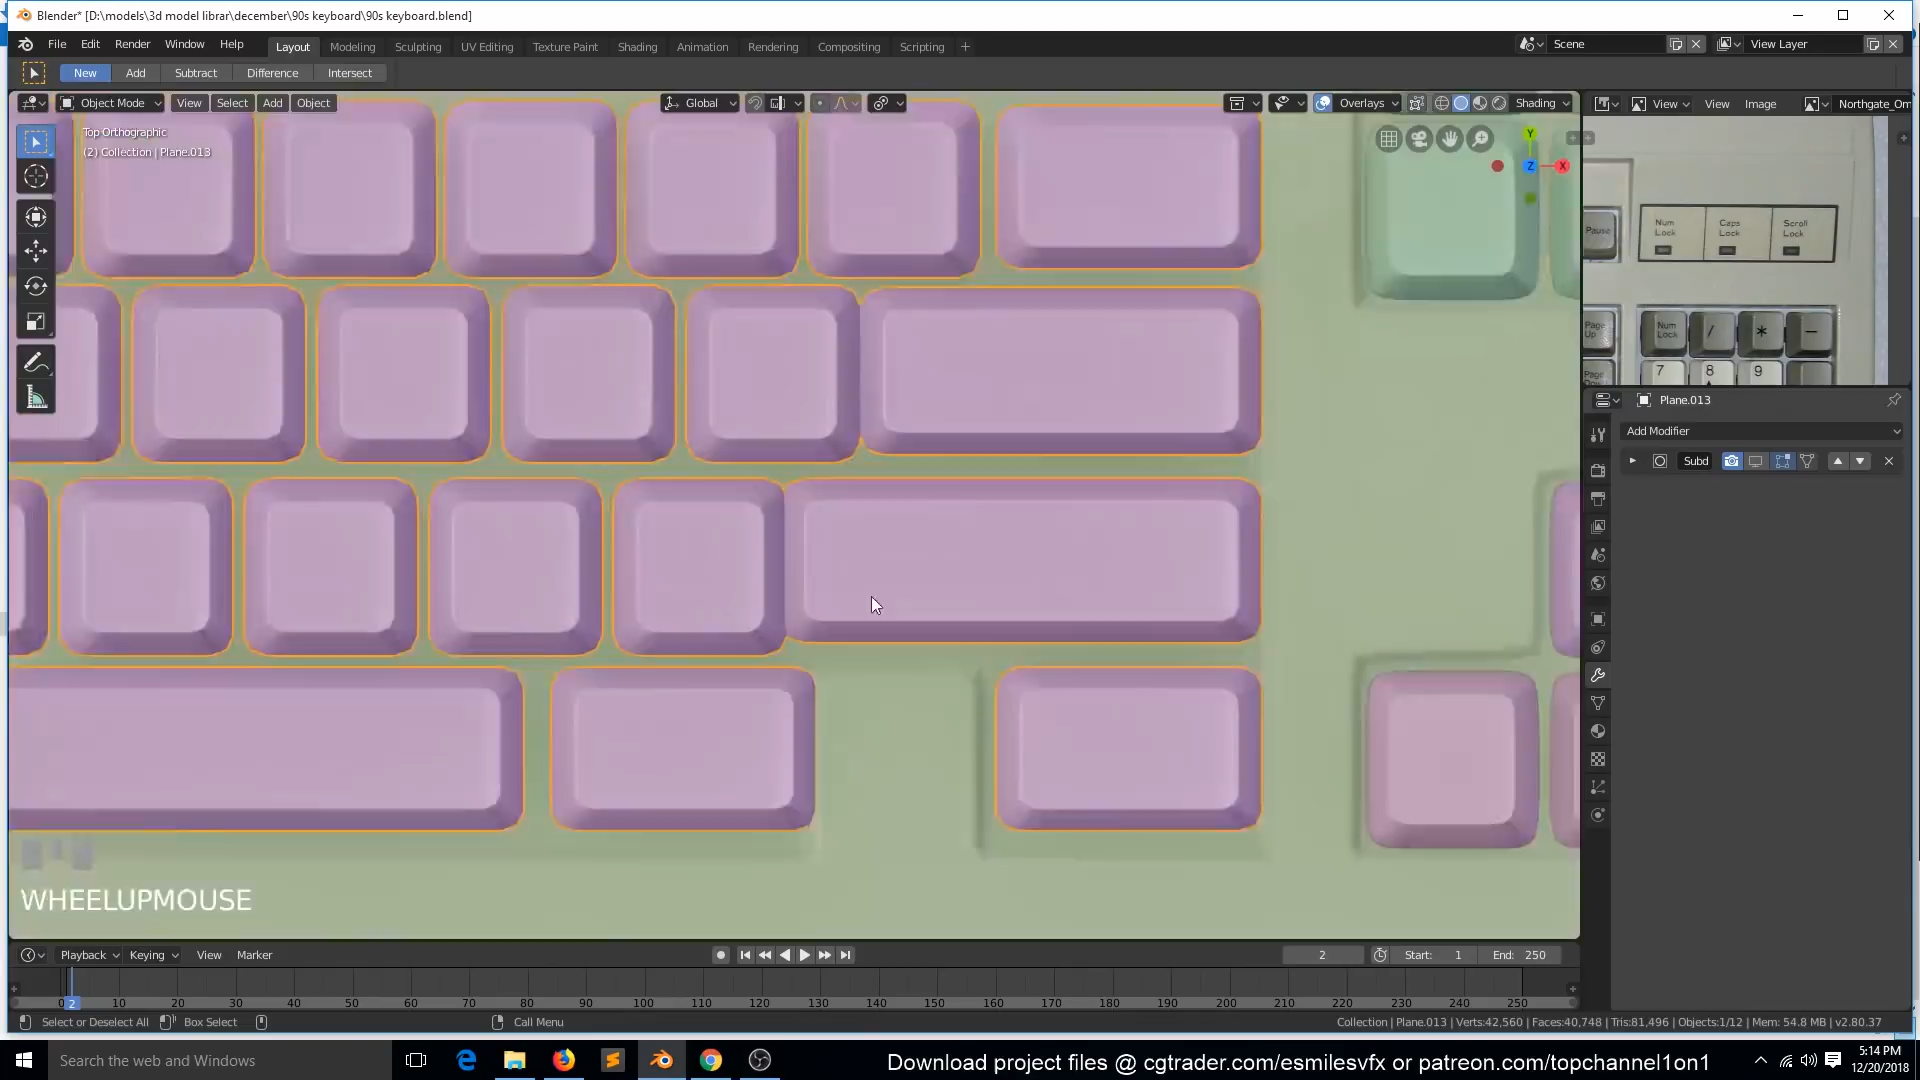 Blender* [D:\models\3d model librar\december\90s keyboard\90s keyboard.blend]
File Edit Render Window Help Layout Modeling Sculpting UV Editing Texture Paint Shading Animation Rendering Compositing Scripting + Scene View Layer
New Add Subtract Difference Intersect
Object Mode View Select Add Object Global Overlays Shading View View Image Northgate_Om
Top Orthographic
(2) Collection | Plane.013
Y
Z X
Num Lock Caps Lock Scroll Lock
Pause
Page Up Num Lock / * —
Page 7 8 9
Plane.013
Add Modifier
Subd
WHEELUPMOUSE
Playback Keying View Marker 2 Start: 1 End: 250
0 2 10 20 30 40 50 60 70 80 90 100 110 120 130 140 150 160 170 180 190 200 210 220 230 240 250
Select or Deselect All Box Select Call Menu Collection | Plane.013 | Verts:42,560 | Faces:40,748 | Tris:81,496 | Objects:1/12 | Mem: 54.8 MB | v2.80.37
Search the web and Windows
Download project files @ cgtrader.com/esmilesvfx or patreon.com/topchannel1on1
5:14 PM
12/20/2018